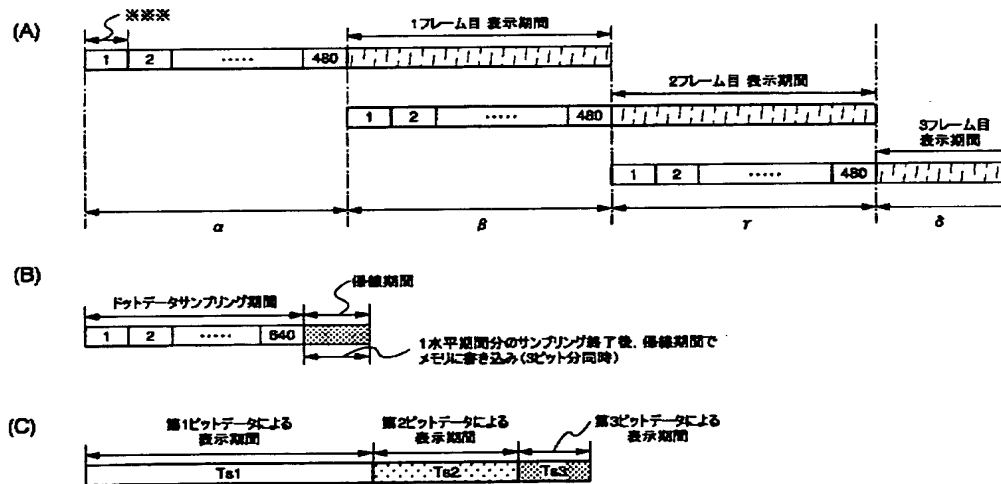 (A)
※※※
1フレーム目 表示期間
1 2 ・・・・・ 480
2フレーム目 表示期間
1 2 ・・・・・ 480
3フレーム目
表示期間
1 2 ・・・・・ 480
α β γ δ
(B)
帰線期間
ドットデータサンプリング期間
1 2 ・・・・・ 640
1水平期間分のサンプリング終了後、帰線期間で
メモリに書き込み(3ビット分同時)
(C)
第1ビットデータによる
表示期間
第2ビットデータによる
表示期間
第3ビットデータによる
表示期間
Ts1 Ts2 Ts3